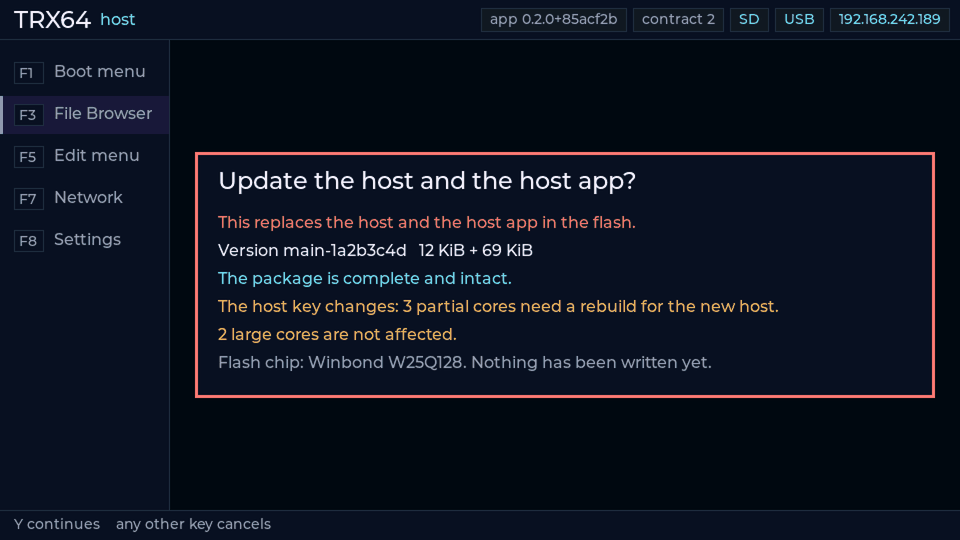 TRX64 host
app 0.2.0+85acf2b
contract 2
SD
USB
192.168.242.189
F1 Boot menu
F3 File Browser
F5 Edit menu
F7 Network
F8 Settings
Update the host and the host app?
This replaces the host and the host app in the flash.
Version main-1a2b3c4d 12 KiB + 69 KiB
The package is complete and intact.
The host key changes: 3 partial cores need a rebuild for the new host.
2 large cores are not affected.
Flash chip: Winbond W25Q128. Nothing has been written yet.
Y continues any other key cancels